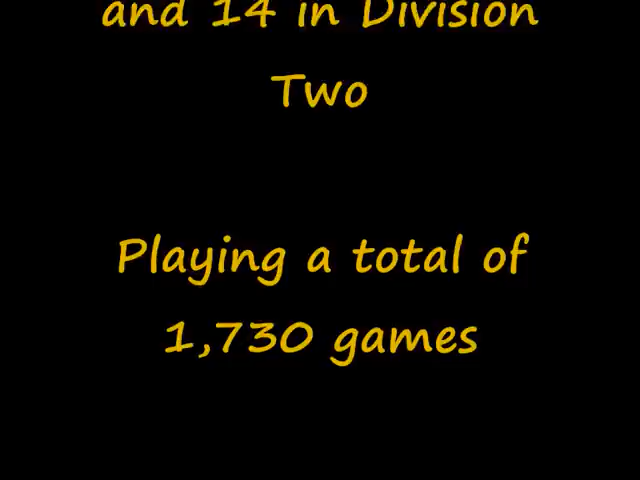 and 14 in Division
Two
Playing a total of
1,730 games